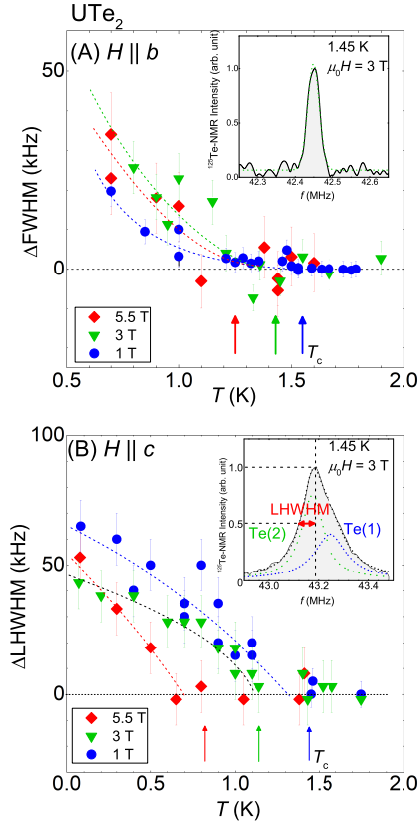 UTe2
(A) H || b
1.45 K
μ0H = 3 T
125Te-NMR Intensity (arb. unit)
1.0
0.5
0.0
42.3
42.4
42.5
42.6
f (MHz)
ΔFWHM (kHz)
50
0
5.5 T
3 T
1 T
Tc
0.5
1.0
1.5
2.0
T (K)
(B) H || c
1.45 K
μ0H = 3 T
125Te-NMR Intensity (arb. unit)
1.0
0.5
0.0
LHWHM
Te(2)
Te(1)
43.0
43.2
43.4
f (MHz)
ΔLHWHM (kHz)
100
50
0
5.5 T
3 T
1 T
Tc
0.0
0.5
1.0
1.5
2.0
T (K)